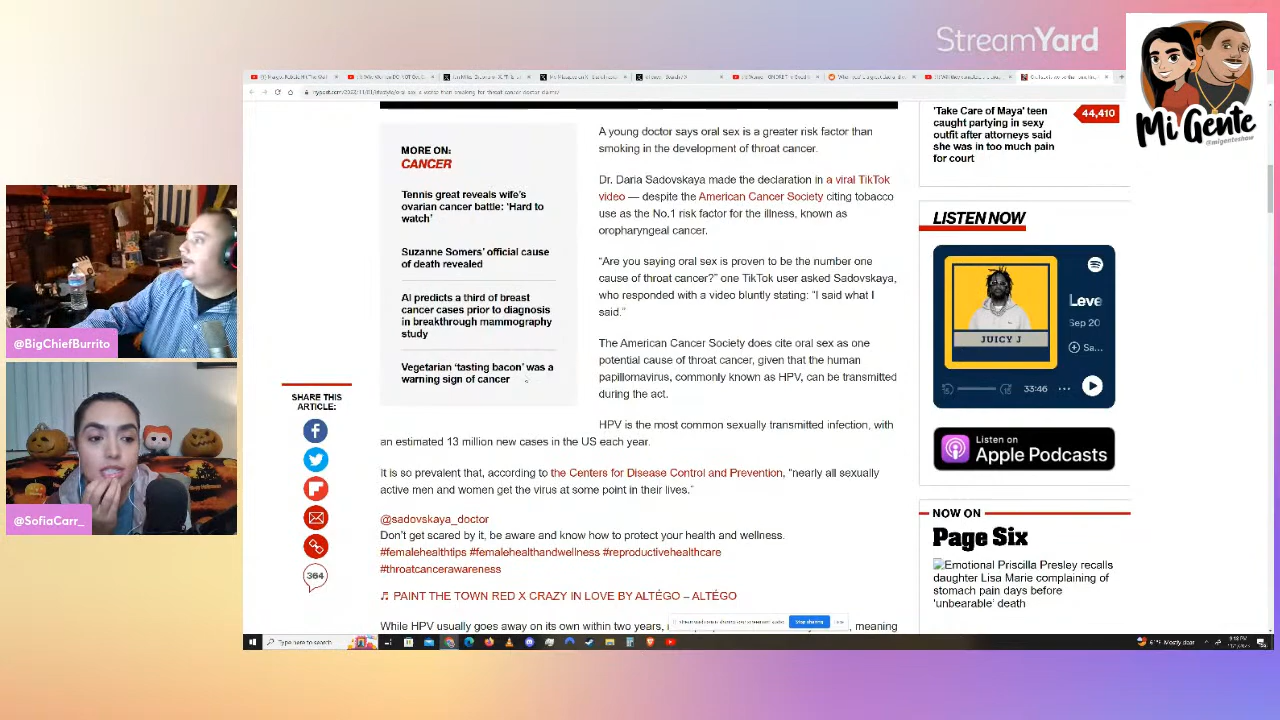 StreamYard
Mi Gente
@migenteshow
MORE ON:
CANCER
Tennis great reveals wife's
ovarian cancer battle: 'Hard to
watch'
Suzanne Somers' official cause
of death revealed
AI predicts a third of breast
cancer cases prior to diagnosis
in breakthrough mammography
study
Vegetarian 'tasting bacon' was a
warning sign of cancer
A young doctor says oral sex is a greater risk factor than
smoking in the development of throat cancer.
Dr. Daria Sadovskaya made the declaration in a viral TikTok
video — despite the American Cancer Society citing tobacco
use as the No.1 risk factor for the illness, known as
oropharyngeal cancer.
"Are you saying oral sex is proven to be the number one
cause of throat cancer?" one TikTok user asked Sadovskaya,
who responded with a video bluntly stating: "I said what I
said."
The American Cancer Society does cite oral sex as one
potential cause of throat cancer, given that the human
papillomavirus, commonly known as HPV, can be transmitted
during the act.
HPV is the most common sexually transmitted infection, with
an estimated 13 million new cases in the US each year.
It is so prevalent that, according to the Centers for Disease Control and Prevention, "nearly all sexually
active men and women get the virus at some point in their lives."
@sadovskaya_doctor
Don't get scared by it, be aware and know how to protect your health and wellness.
#femalehealthtips #femalehealthandwellness #reproductivehealthcare
#throatcancerawareness
♬ PAINT THE TOWN RED X CRAZY IN LOVE BY ALTÉGO – ALTÉGO
While HPV usually goes away on its own within two years,
meaning
Stop sharing
SHARE THIS
ARTICLE:
364
'Take Care of Maya' teen
caught partying in sexy
outfit after attorneys said
she was in too much pain
for court
44,410
LISTEN NOW
JUICY J
Leve
Sep 20
Sa...
33:46
Listen on
Apple Podcasts
NOW ON
Page Six
Emotional Priscilla Presley recalls
daughter Lisa Marie complaining of
stomach pain days before
'unbearable' death
@BigChiefBurrito
@SofiaCarr_
Type here to search